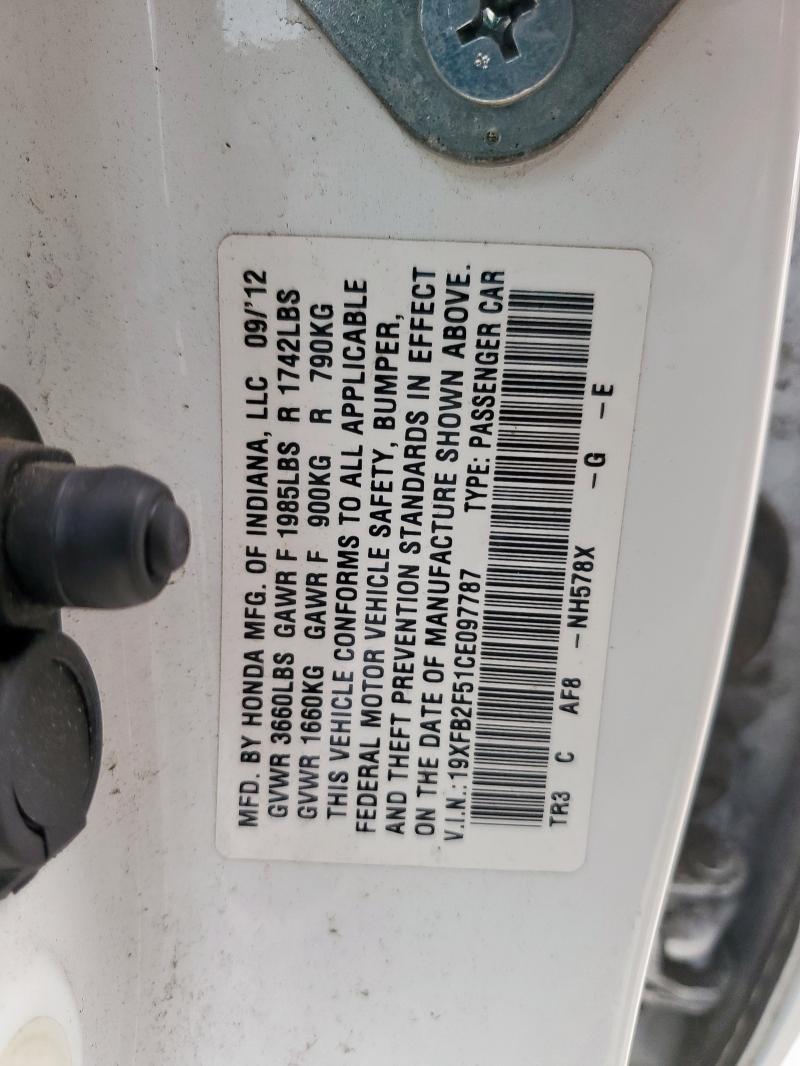 MFD. BY HONDA MFG. OF INDIANA, LLC 09/'12
GVWR 3660LBS GAWR F 1985LBS R 1742LBS
GVWR 1660KG GAWR F 900KG R 790KG
THIS VEHICLE CONFORMS TO ALL APPLICABLE
FEDERAL MOTOR VEHICLE SAFETY, BUMPER,
AND THEFT PREVENTION STANDARDS IN EFFECT
ON THE DATE OF MANUFACTURE SHOWN ABOVE.
V.I.N.:19XFB2F51CE097787 TYPE: PASSENGER CAR
TR3 C AF8 -NH578X -G -E